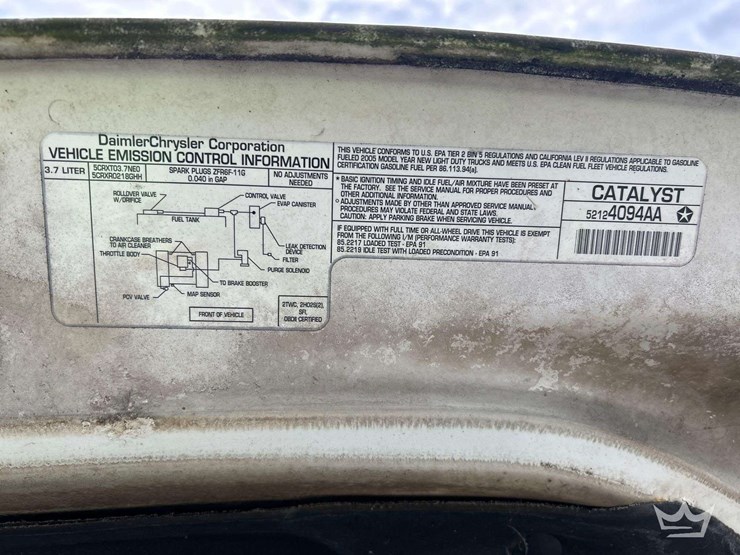 DaimlerChrysler Corporation
VEHICLE EMISSION CONTROL INFORMATION
3.7 LITER
5CRXT03.7NE0
5CRXR0218GHH
SPARK PLUGS ZFR6F-11G
0.040 in GAP
NO ADJUSTMENTS
NEEDED
ROLLOVER VALVE
W/ORIFICE
CONTROL VALVE
EVAP CANISTER
FUEL TANK
LEAK DETECTION
DEVICE
FILTER
PURGE SOLENOID
CRANKCASE BREATHERS
TO AIR CLEANER
THROTTLE BODY
TO BRAKE BOOSTER
MAP SENSOR
PCV VALVE
FRONT OF VEHICLE
2TWC, 2HO2S(2),
SFI,
OBDII CERTIFIED
THIS VEHICLE CONFORMS TO U.S. EPA TIER 2 BIN 5 REGULATIONS AND CALIFORNIA LEV II REGULATIONS APPLICABLE TO GASOLINE
FUELED 2005 MODEL YEAR NEW LIGHT DUTY TRUCKS AND MEETS U.S. EPA CLEAN FUEL FLEET VEHICLE REGULATIONS.
CERTIFICATION GASOLINE FUEL PER 86.113.94(a).
* BASIC IGNITION TIMING AND IDLE FUEL/AIR MIXTURE HAVE BEEN PRESET AT
THE FACTORY. SEE THE SERVICE MANUAL FOR PROPER PROCEDURES AND
OTHER ADDITIONAL INFORMATION.
* ADJUSTMENTS MADE BY OTHER THAN APPROVED SERVICE MANUAL
PROCEDURES MAY VIOLATE FEDERAL AND STATE LAWS.
CAUTION: APPLY PARKING BRAKE WHEN SERVICING VEHICLE.
IF EQUIPPED WITH FULL TIME OR ALL-WHEEL DRIVE THIS VEHICLE IS EXEMPT
FROM THE FOLLOWING I/M (PERFORMANCE WARRANTY TESTS):
85.2217 LOADED TEST - EPA 91
85.2219 IDLE TEST WITH LOADED PRECONDITION - EPA 91
CATALYST
52124094AA